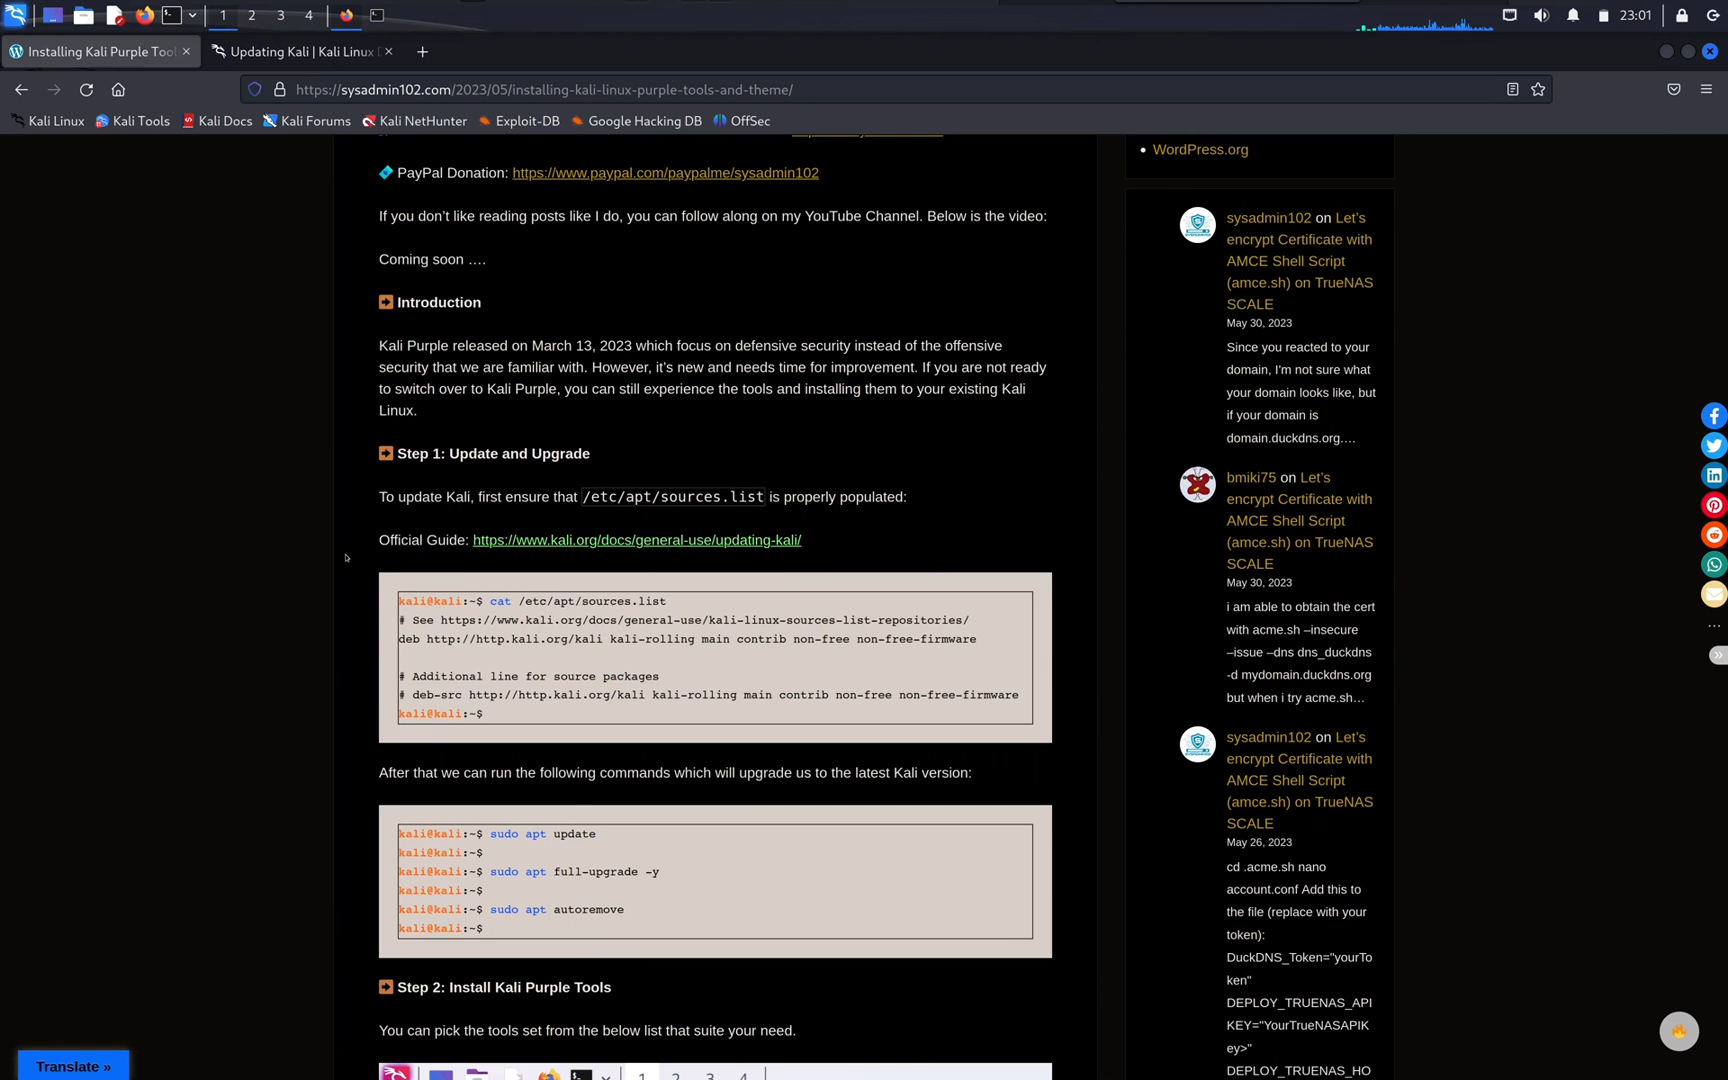 1 2 3 4
23:01
Installing Kali Purple Tool
Updating Kali | Kali Linux
https://sysadmin102.com/2023/05/installing-kali-linux-purple-tools-and-theme/
Kali Linux Kali Tools Kali Docs Kali Forums Kali NetHunter Exploit-DB Google Hacking DB OffSec
PayPal Donation: https://www.paypal.com/paypalme/sysadmin102
If you don’t like reading posts like I do, you can follow along on my YouTube Channel. Below is the video:
Coming soon ….
Introduction
Kali Purple released on March 13, 2023 which focus on defensive security instead of the offensive
security that we are familiar with. However, it’s new and needs time for improvement. If you are not ready
to switch over to Kali Purple, you can still experience the tools and installing them to your existing Kali
Linux.
Step 1: Update and Upgrade
To update Kali, first ensure that /etc/apt/sources.list is properly populated:
Official Guide: https://www.kali.org/docs/general-use/updating-kali/
kali@kali:~$ cat /etc/apt/sources.list
# See https://www.kali.org/docs/general-use/kali-linux-sources-list-repositories/
deb http://http.kali.org/kali kali-rolling main contrib non-free non-free-firmware
# Additional line for source packages
# deb-src http://http.kali.org/kali kali-rolling main contrib non-free non-free-firmware
kali@kali:~$
After that we can run the following commands which will upgrade us to the latest Kali version:
kali@kali:~$ sudo apt update
kali@kali:~$
kali@kali:~$ sudo apt full-upgrade -y
kali@kali:~$
kali@kali:~$ sudo apt autoremove
kali@kali:~$
Step 2: Install Kali Purple Tools
You can pick the tools set from the below list that suite your need.
1 2 3 4
WordPress.org
sysadmin102 on Let’s
encrypt Certificate with
AMCE Shell Script
(amce.sh) on TrueNAS
SCALE
May 30, 2023
Since you reacted to your
domain, I'm not sure what
your domain looks like, but
if your domain is
domain.duckdns.org.…
bmiki75 on Let’s
encrypt Certificate with
AMCE Shell Script
(amce.sh) on TrueNAS
SCALE
May 30, 2023
i am able to obtain the cert
with acme.sh –insecure
–issue –dns dns_duckdns
-d mydomain.duckdns.org
but when i try acme.sh…
sysadmin102 on Let’s
encrypt Certificate with
AMCE Shell Script
(amce.sh) on TrueNAS
SCALE
May 26, 2023
cd .acme.sh nano
account.conf Add this to
the file (replace with your
token):
DuckDNS_Token="yourTo
ken"
DEPLOY_TRUENAS_API
KEY="YourTrueNASAPIK
ey>"
DEPLOY_TRUENAS_HO
Translate »